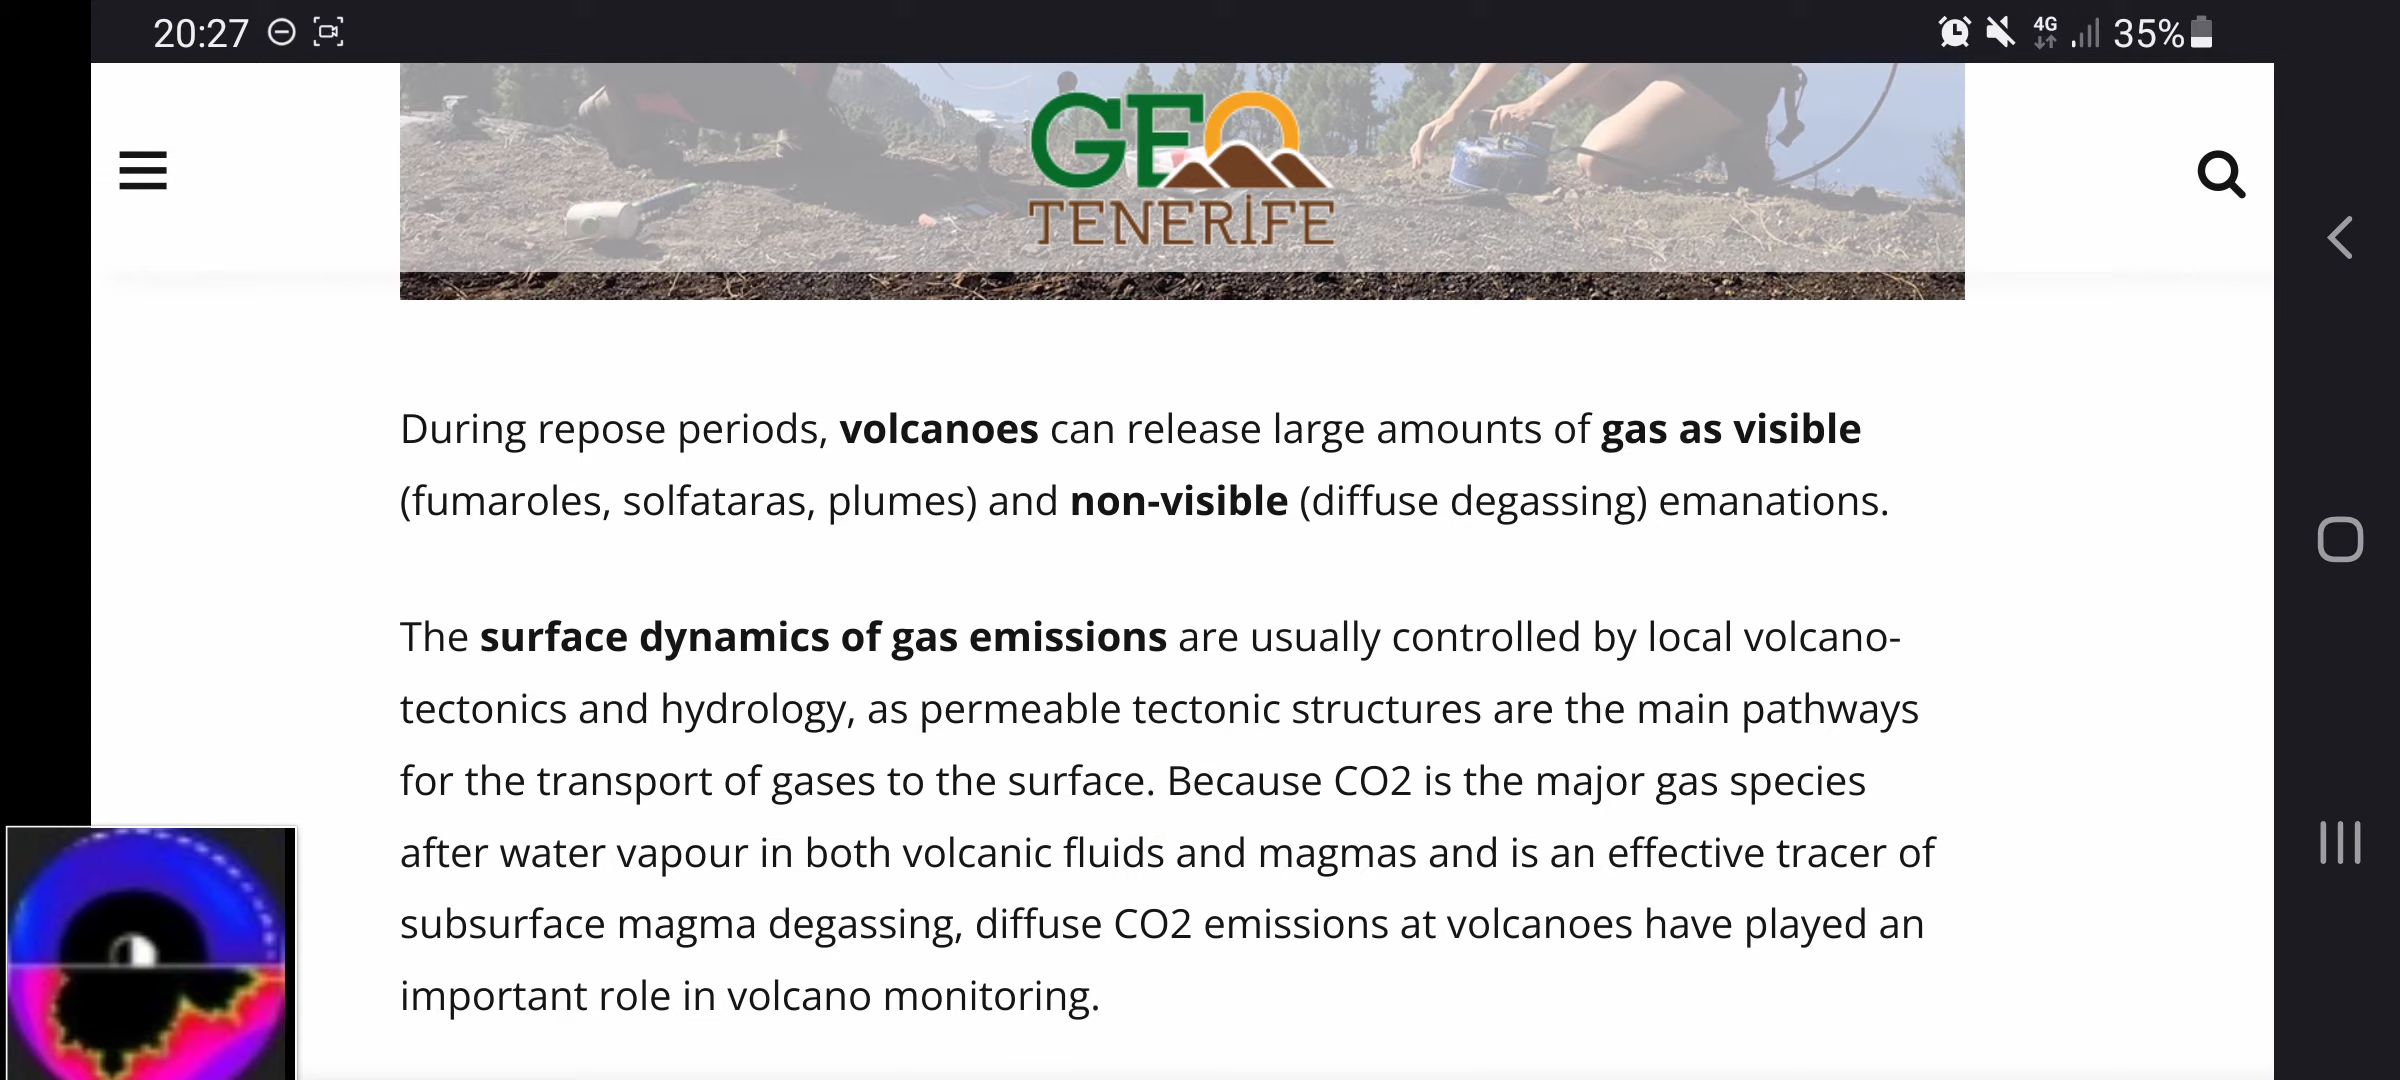 20:27
4G
35%
GEO
TENERIFE
During repose periods, volcanoes can release large amounts of gas as visible
(fumaroles, solfataras, plumes) and non-visible (diffuse degassing) emanations.
The surface dynamics of gas emissions are usually controlled by local volcano-
tectonics and hydrology, as permeable tectonic structures are the main pathways
for the transport of gases to the surface. Because CO2 is the major gas species
after water vapour in both volcanic fluids and magmas and is an effective tracer of
subsurface magma degassing, diffuse CO2 emissions at volcanoes have played an
important role in volcano monitoring.